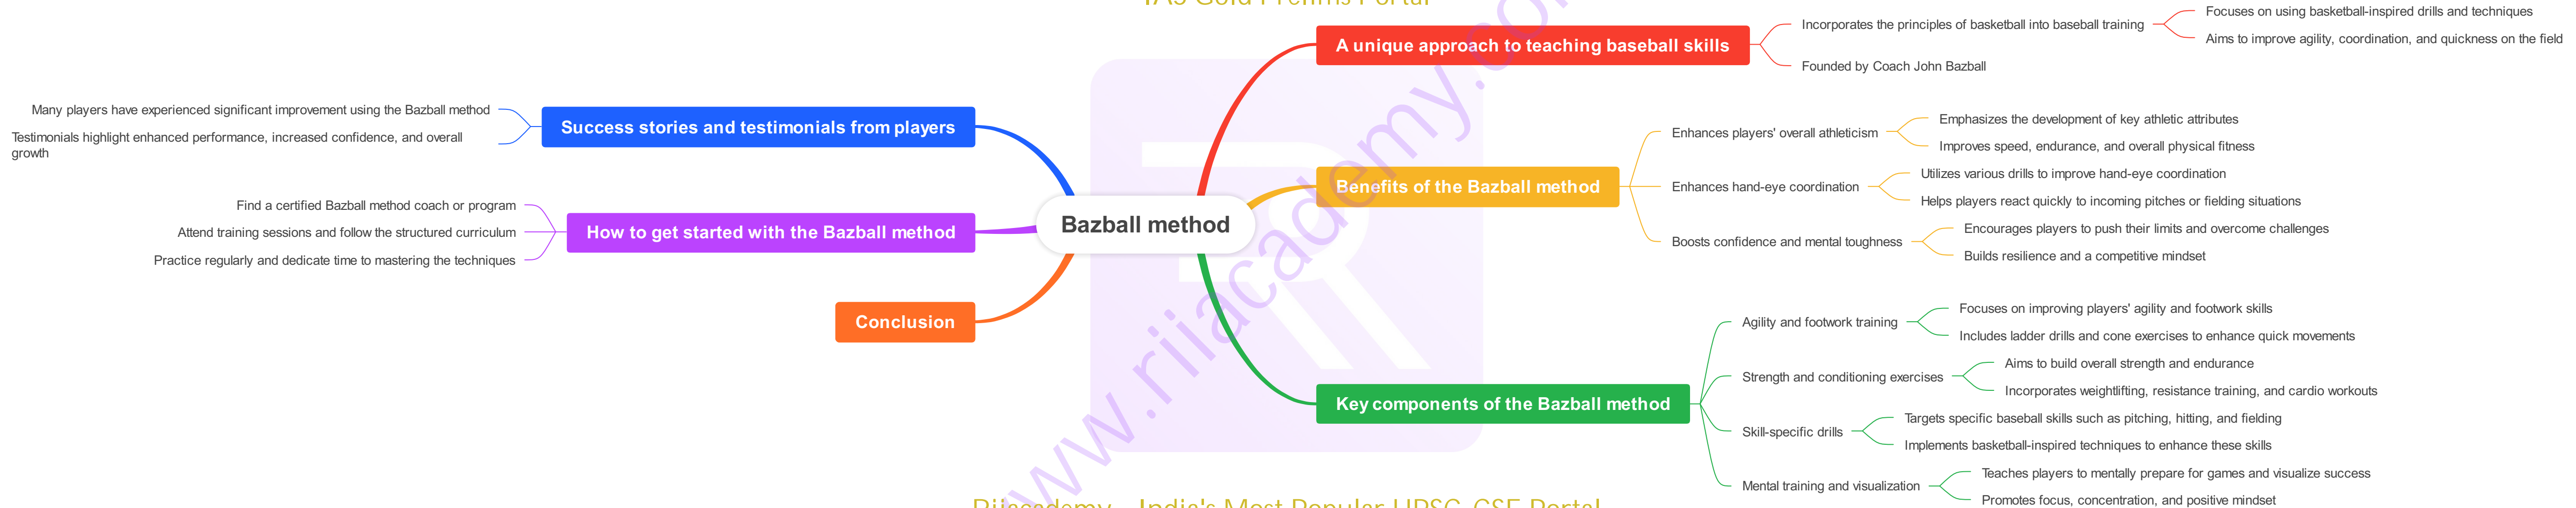 IAS Gold Prelims Portal
A unique approach to teaching baseball skills
Incorporates the principles of basketball into baseball training
Focuses on using basketball-inspired drills and techniques
Aims to improve agility, coordination, and quickness on the field
Founded by Coach John Bazball
Success stories and testimonials from players
Many players have experienced significant improvement using the Bazball method
Testimonials highlight enhanced performance, increased confidence, and overall
growth
Benefits of the Bazball method
Enhances players' overall athleticism
Emphasizes the development of key athletic attributes
Improves speed, endurance, and overall physical fitness
Enhances hand-eye coordination
Utilizes various drills to improve hand-eye coordination
Helps players react quickly to incoming pitches or fielding situations
Boosts confidence and mental toughness
Encourages players to push their limits and overcome challenges
Builds resilience and a competitive mindset
Bazball method
How to get started with the Bazball method
Find a certified Bazball method coach or program
Attend training sessions and follow the structured curriculum
Practice regularly and dedicate time to mastering the techniques
Conclusion
Key components of the Bazball method
Agility and footwork training
Focuses on improving players' agility and footwork skills
Includes ladder drills and cone exercises to enhance quick movements
Strength and conditioning exercises
Aims to build overall strength and endurance
Incorporates weightlifting, resistance training, and cardio workouts
Skill-specific drills
Targets specific baseball skills such as pitching, hitting, and fielding
Implements basketball-inspired techniques to enhance these skills
Mental training and visualization
Teaches players to mentally prepare for games and visualize success
Promotes focus, concentration, and positive mindset
www.riiacademy.co
Riiacademy - India's Most Popular UPSC-CSE Portal